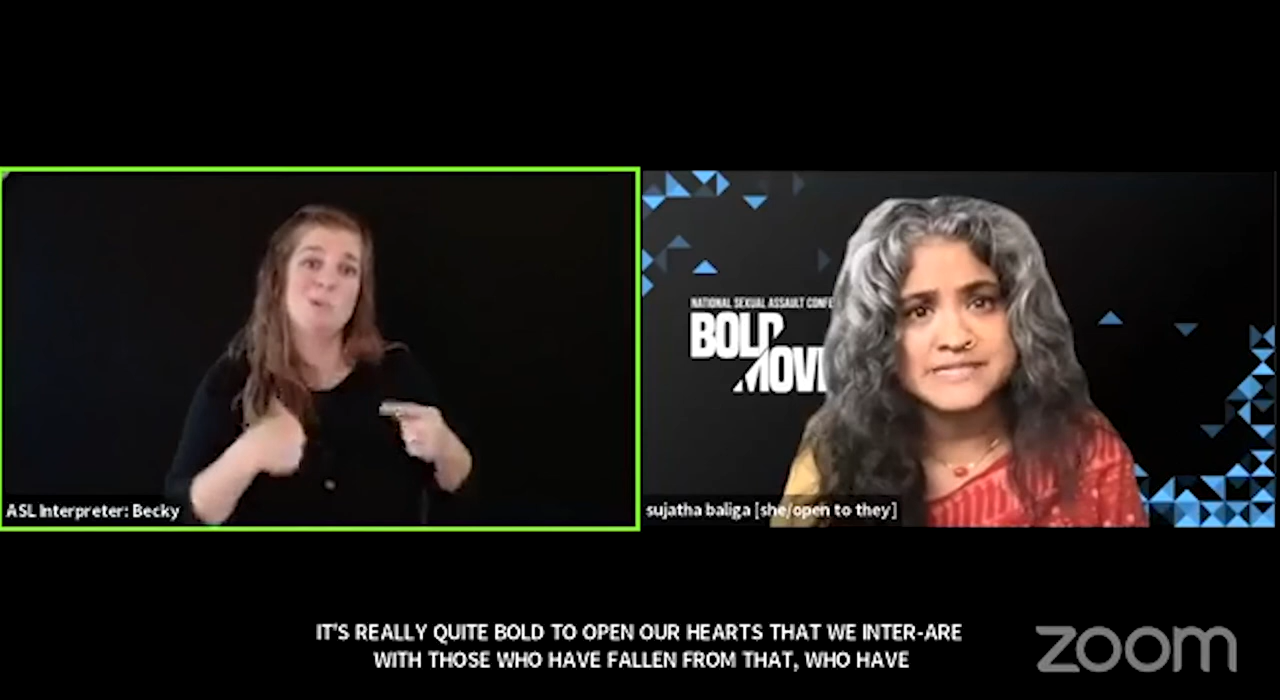 NATIONAL SEXUAL ASSAULT CONFE
BOLD
MOVE
ASL Interpreter: Becky
sujatha baliga [she/open to they]
IT'S REALLY QUITE BOLD TO OPEN OUR HEARTS THAT WE INTER-ARE
WITH THOSE WHO HAVE FALLEN FROM THAT, WHO HAVE
zoom